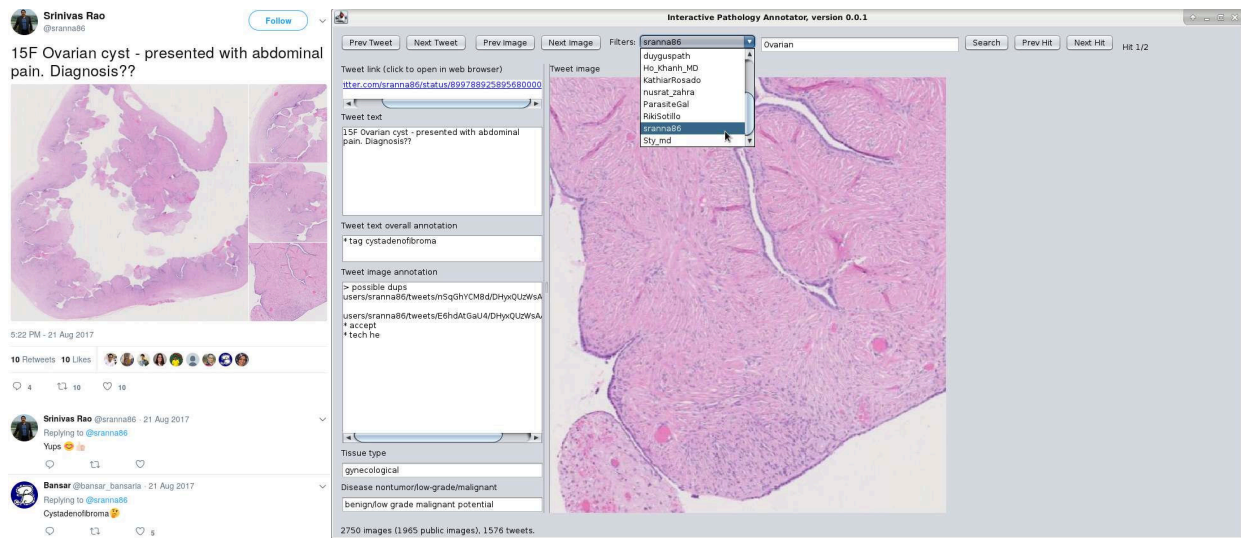 Srinivas Rao
@sranna86
Follow
15F Ovarian cyst - presented with abdominal
pain. Diagnosis??
5:22 PM - 21 Aug 2017
10 Retweets 10 Likes
4 10 10
Srinivas Rao @sranna86 · 21 Aug 2017
Replying to @sranna86
Yups
Bansar @bansar_bansaria · 21 Aug 2017
Replying to @sranna86
Cystadenofibroma
5
Interactive Pathology Annotator, version 0.0.1
Prev Tweet
Next Tweet
Prev Image
Next Image
Filters:
sranna86
Ovarian
Search
Prev Hit
Next Hit
Hit 1/2
duyguspath
Ho_Khanh_MD
KathiarRosado
nusrat_zahra
ParasiteGal
RikiSotillo
sranna86
Sty_md
Tweet link (click to open in web browser)
itter.com/sranna86/status/899788925895680000
Tweet text
15F Ovarian cyst - presented with abdominal
pain. Diagnosis??
Tweet text overall annotation
* tag cystadenofibroma
Tweet image annotation
> possible dups
users/sranna86/tweets/nSqGhYCM8d/DHyxQUzWsA
users/sranna86/tweets/E6hdAtGaU4/DHyxQUzWsA
* accept
* tech he
Tissue type
gynecological
Disease nontumor/low-grade/malignant
benign/low grade malignant potential
2750 images (1965 public images), 1576 tweets.
Tweet image